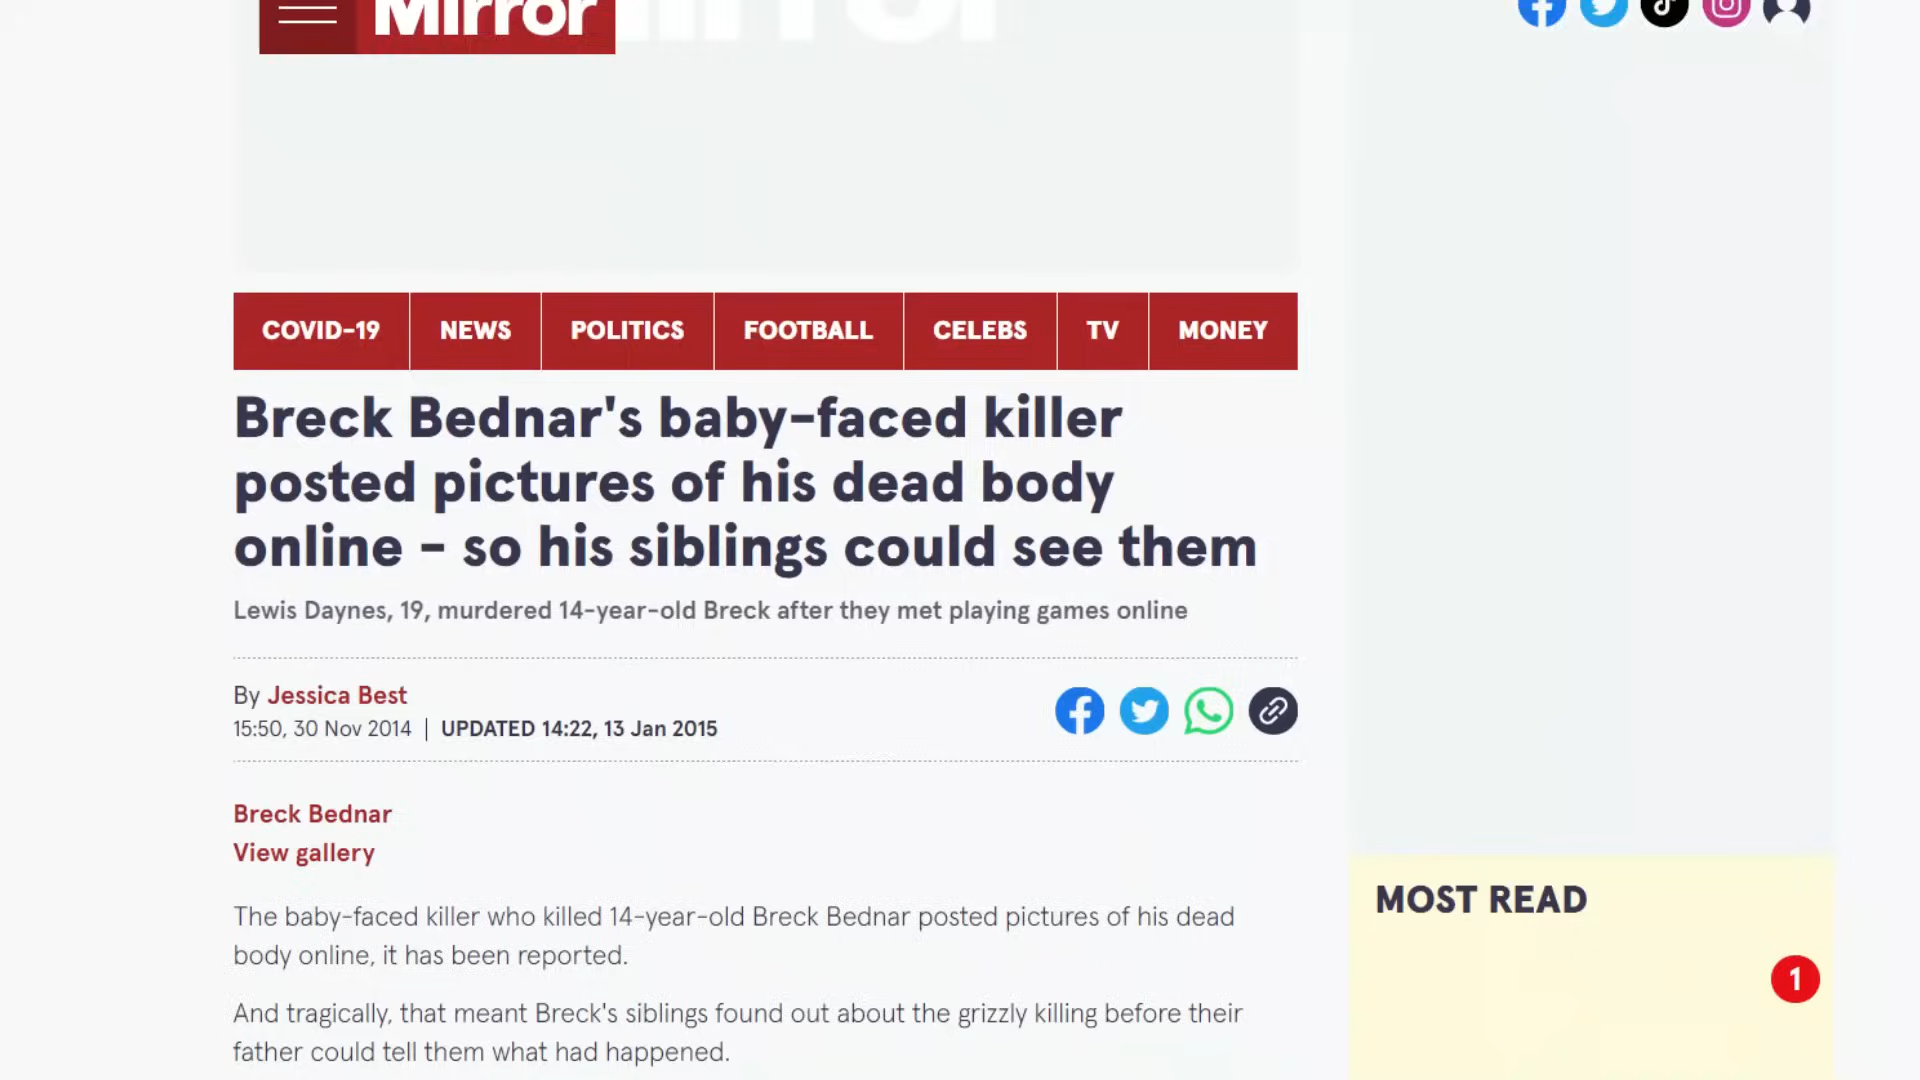 Mirror
COVID-19 NEWS POLITICS FOOTBALL CELEBS TV MONEY
Breck Bednar's baby-faced killer
posted pictures of his dead body
online - so his siblings could see them
Lewis Daynes, 19, murdered 14-year-old Breck after they met playing games online
By Jessica Best
15:50, 30 Nov 2014 | UPDATED 14:22, 13 Jan 2015
Breck Bednar
View gallery
The baby-faced killer who killed 14-year-old Breck Bednar posted pictures of his dead
body online, it has been reported.
And tragically, that meant Breck's siblings found out about the grizzly killing before their
father could tell them what had happened.
MOST READ
1